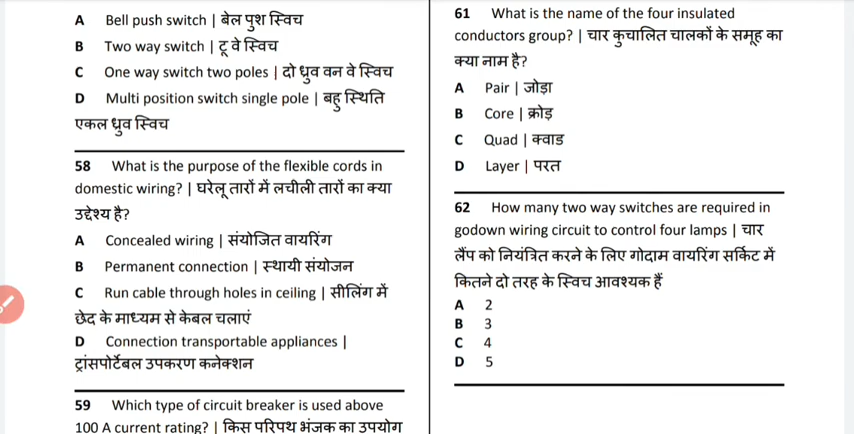 A Bell push switch | बेल पुश स्विच
B Two way switch | टू वे स्विच
C One way switch two poles | दो ध्रुव वन वे स्विच
D Multi position switch single pole | बहु स्थिति
एकल ध्रुव स्विच
58 What is the purpose of the flexible cords in
domestic wiring? | घरेलू तारों में लचीली तारों का क्या
उद्देश्य है?
A Concealed wiring | संयोजित वायरिंग
B Permanent connection | स्थायी संयोजन
C Run cable through holes in ceiling | सीलिंग में
छेद के माध्यम से केबल चलाएं
D Connection transportable appliances |
ट्रांसपोर्टेबल उपकरण कनेक्शन
59 Which type of circuit breaker is used above
100 A current rating? | किस परिपथ भंजक का उपयोग
61 What is the name of the four insulated
conductors group? | चार कुचालित चालकों के समूह का
क्या नाम है?
A Pair | जोड़ा
B Core | क्रोड़
C Quad | क्वाड
D Layer | परत
62 How many two way switches are required in
godown wiring circuit to control four lamps | चार
लैंप को नियंत्रित करने के लिए गोदाम वायरिंग सर्किट में
कितने दो तरह के स्विच आवश्यक हैं
A 2
B 3
C 4
D 5